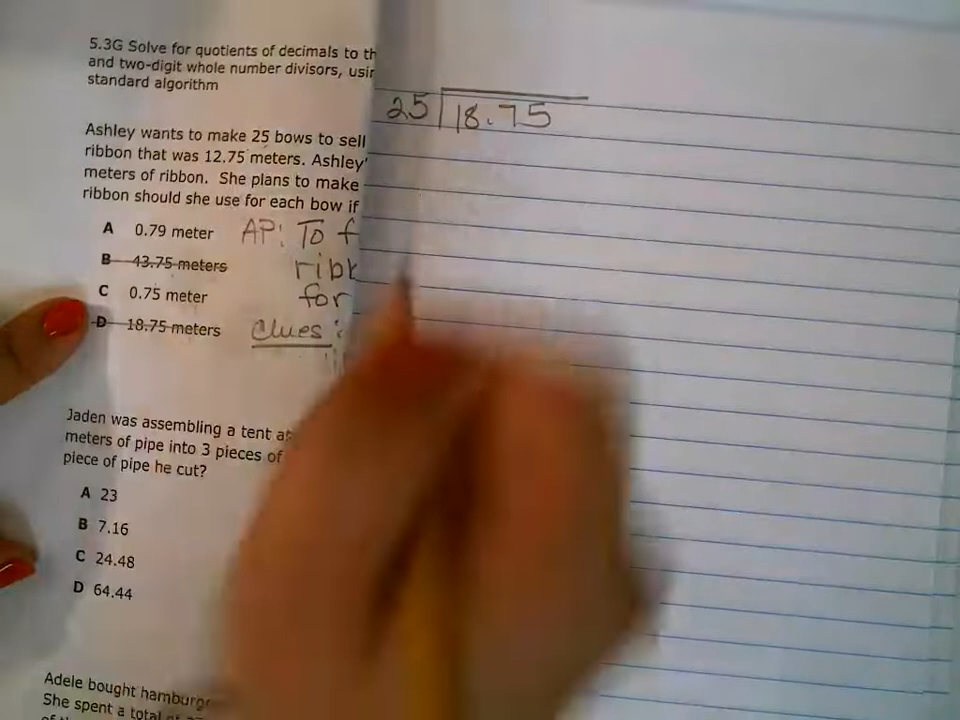 5.3G Solve for quotients of decimals to
and two-digit whole number divisors,
standard algorithm
25 18.75
Ashley wants to make 25 bows to sell
ribbon that was 12.75 meters. Ashley'
meters of ribbon. She plans to make
ribbon should she use for each bow if
A 0.79 meter
B 43.75 meters
C 0.75 meter
D 18.75 meters
AP: To f
for
Clues:
Jaden was assembling a tent
meters of pipe into 3 pieces of
piece of pipe he cut?
A 23
B 7.16
C 24.48
D 64.44
Adele bought
She spent a total